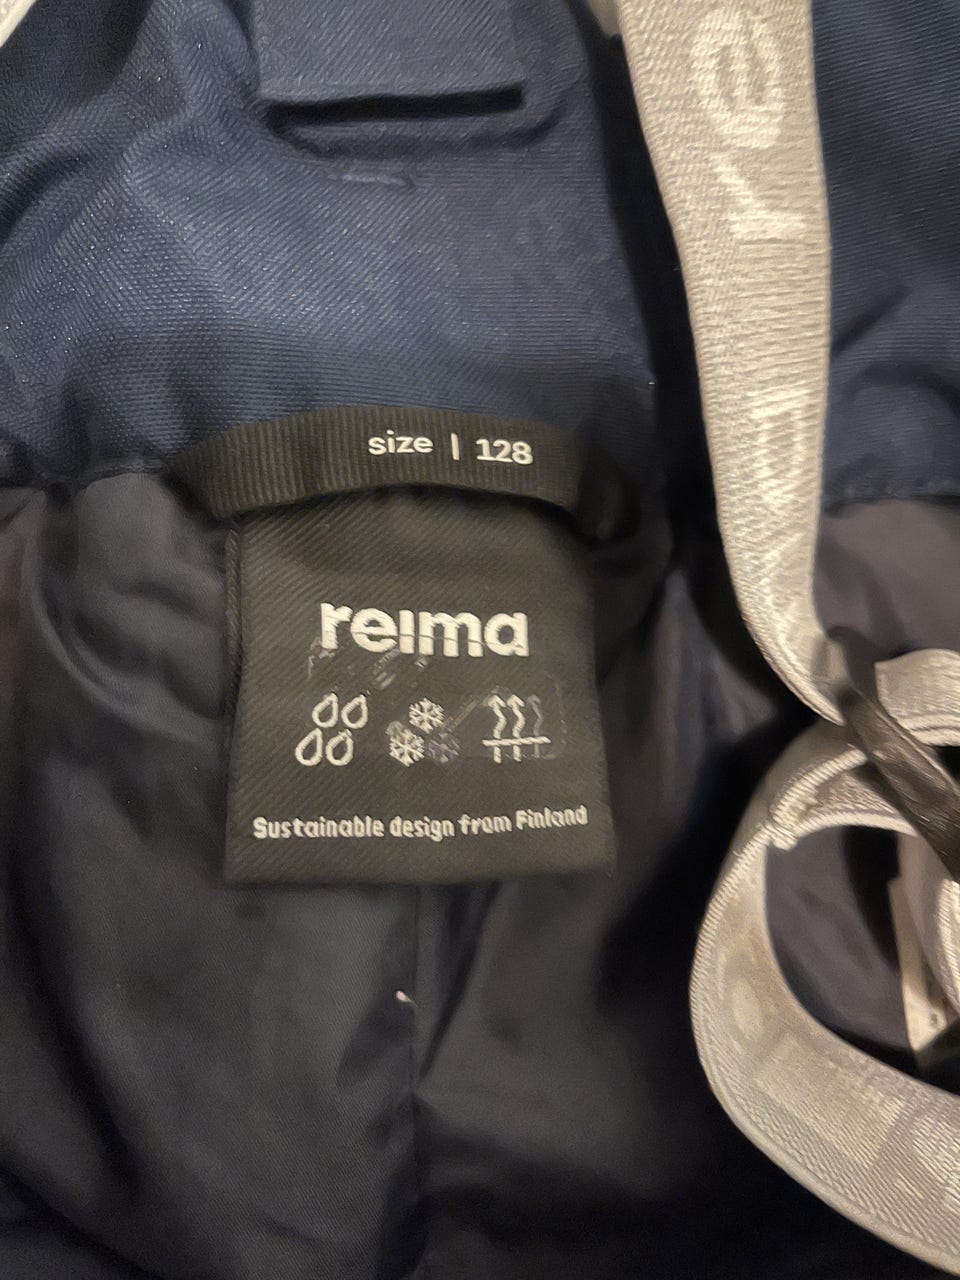 size | 128
reima
Sustainable design from Finland